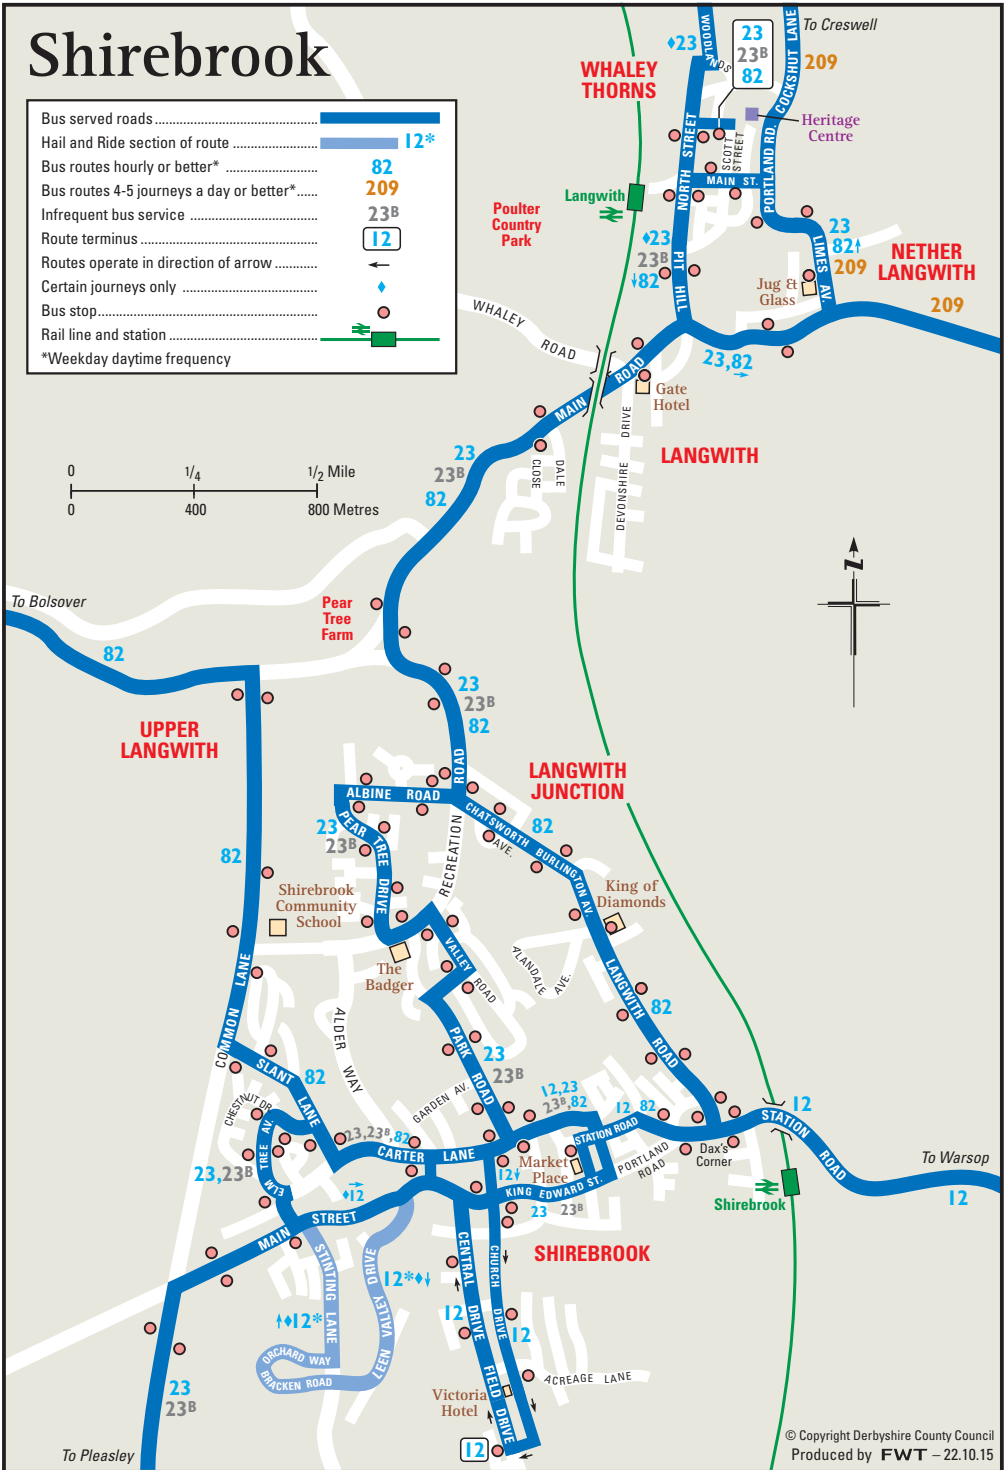 Shirebrook
Bus served roads
Hail and Ride section of route 12*
Bus routes hourly or better* 82
Bus routes 4-5 journeys a day or better* 209
Infrequent bus service 23B
Route terminus 12
Routes operate in direction of arrow
Certain journeys only
Bus stop
Rail line and station
*Weekday daytime frequency
WOODLANDS
23
23
23B
82
COCKSHUT LANE
To Creswell
209
WHALEY
THORNS
Heritage
Centre
NORTH STREET
SCOTT
STREET
PORTLAND RD.
MAIN ST.
Langwith
Poulter
Country
Park
23
23B
82
PIT HILL
23
82
209
LIMES AV.
NETHER
LANGWITH
Jug &
Glass
209
WHALEY
ROAD
23,82
MAIN ROAD
Gate
Hotel
DEVONSHIRE DRIVE
LANGWITH
DALE
CLOSE
23
23B
82
0 1/4 1/2 Mile
0 400 800 Metres
To Bolsover
82
Pear
Tree
Farm
23
23B
82
UPPER
LANGWITH
LANGWITH
JUNCTION
ROAD
RECREATION
ALBINE ROAD
CHATSWORTH
AVE.
82
BURLINGTON AV.
23
23B
PEAR TREE DRIVE
82
King of
Diamonds
Shirebrook
Community
School
The
Badger
VALLEY
ROAD
ALANDALE
AVE.
LANGWITH ROAD
82
COMMON LANE
ALDER WAY
PARK ROAD
23
23B
SLANT LANE
82
CHESTNUT DR.
GARDEN AV.
12,23
23B,82
12 82
STATION ROAD
12
STATION ROAD
23,23B,82
CARTER LANE
ELM TREE AV.
23,23B
Market
Place
PORTLAND
ROAD
Dax's
Corner
To Warsop
12
12
12
KING EDWARD ST.
23 23B
Shirebrook
MAIN STREET
SHIREBROOK
STINTING LANE
LEEN VALLEY DRIVE
12*
12*
CENTRAL DRIVE
CHURCH DRIVE
12
12
ORCHARD WAY
BRACKEN ROAD
FIELD DRIVE
ACREAGE LANE
Victoria
Hotel
23
23B
12
To Pleasley
© Copyright Derbyshire County Council
Produced by FWT – 22.10.15